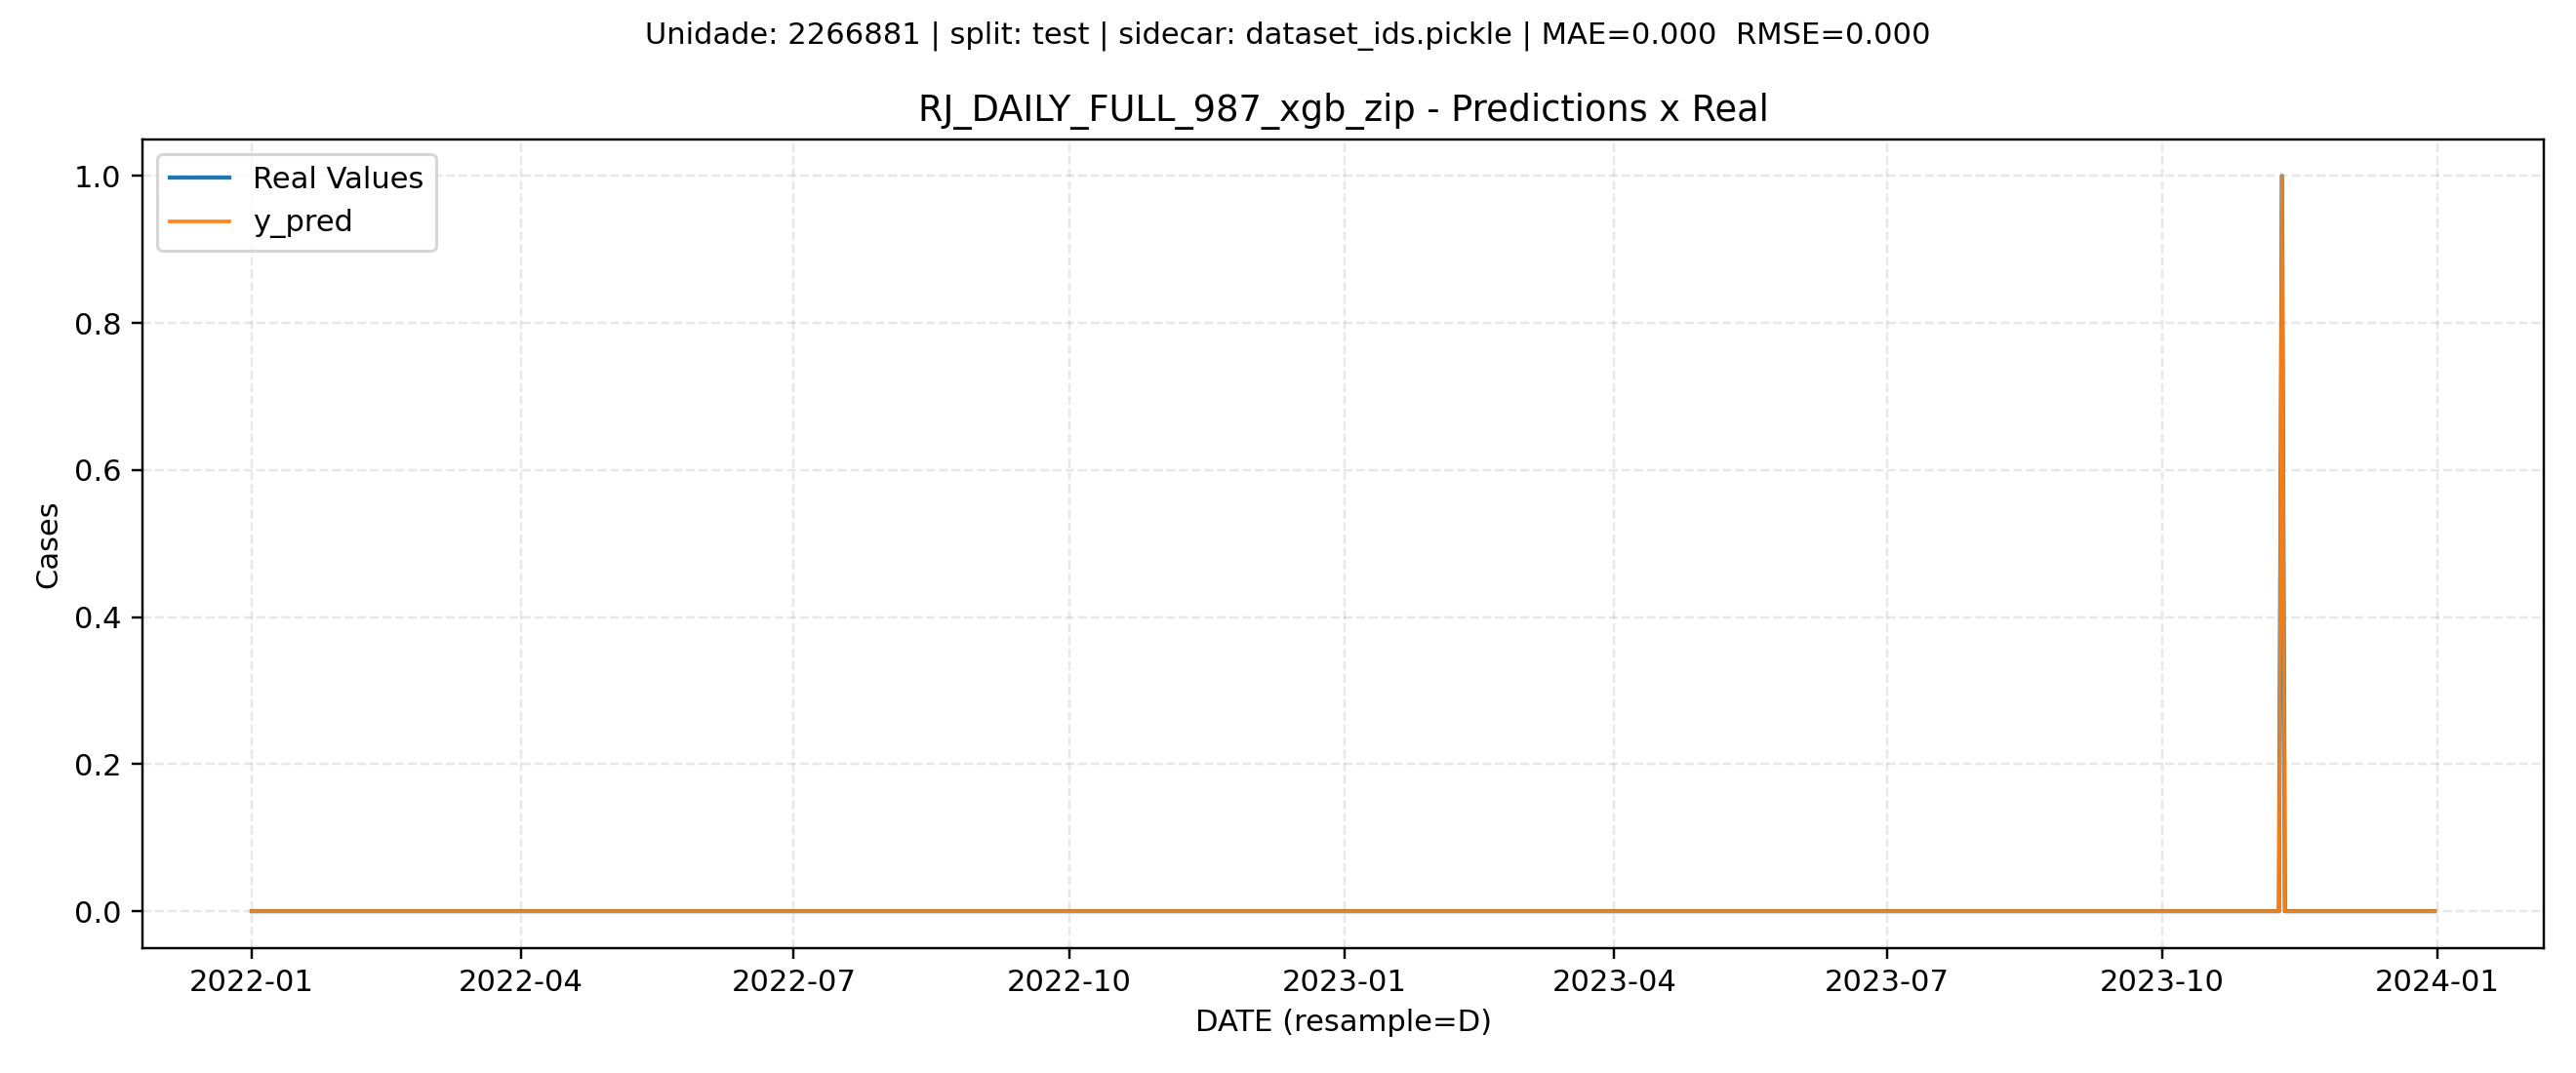 Unidade: 2266881 | split: test | sidecar: dataset_ids.pickle | MAE=0.000  RMSE=0.000
RJ_DAILY_FULL_987_xgb_zip - Predictions x Real
Real Values
y_pred
1.0
0.8
0.6
0.4
0.2
0.0
Cases
2022-01 2022-04 2022-07 2022-10 2023-01 2023-04 2023-07 2023-10 2024-01
DATE (resample=D)